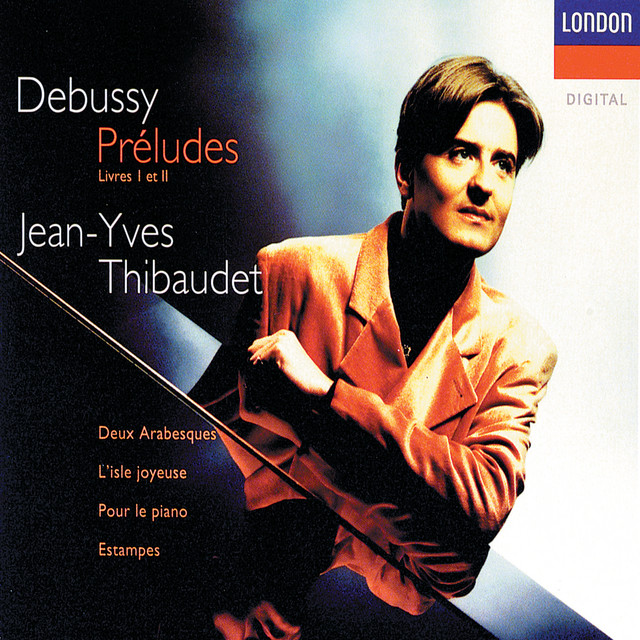 LONDON
DIGITAL
Debussy
Préludes
Livres I et II
Jean-Yves
Thibaudet
Deux Arabesques
L'isle joyeuse
Pour le piano
Estampes